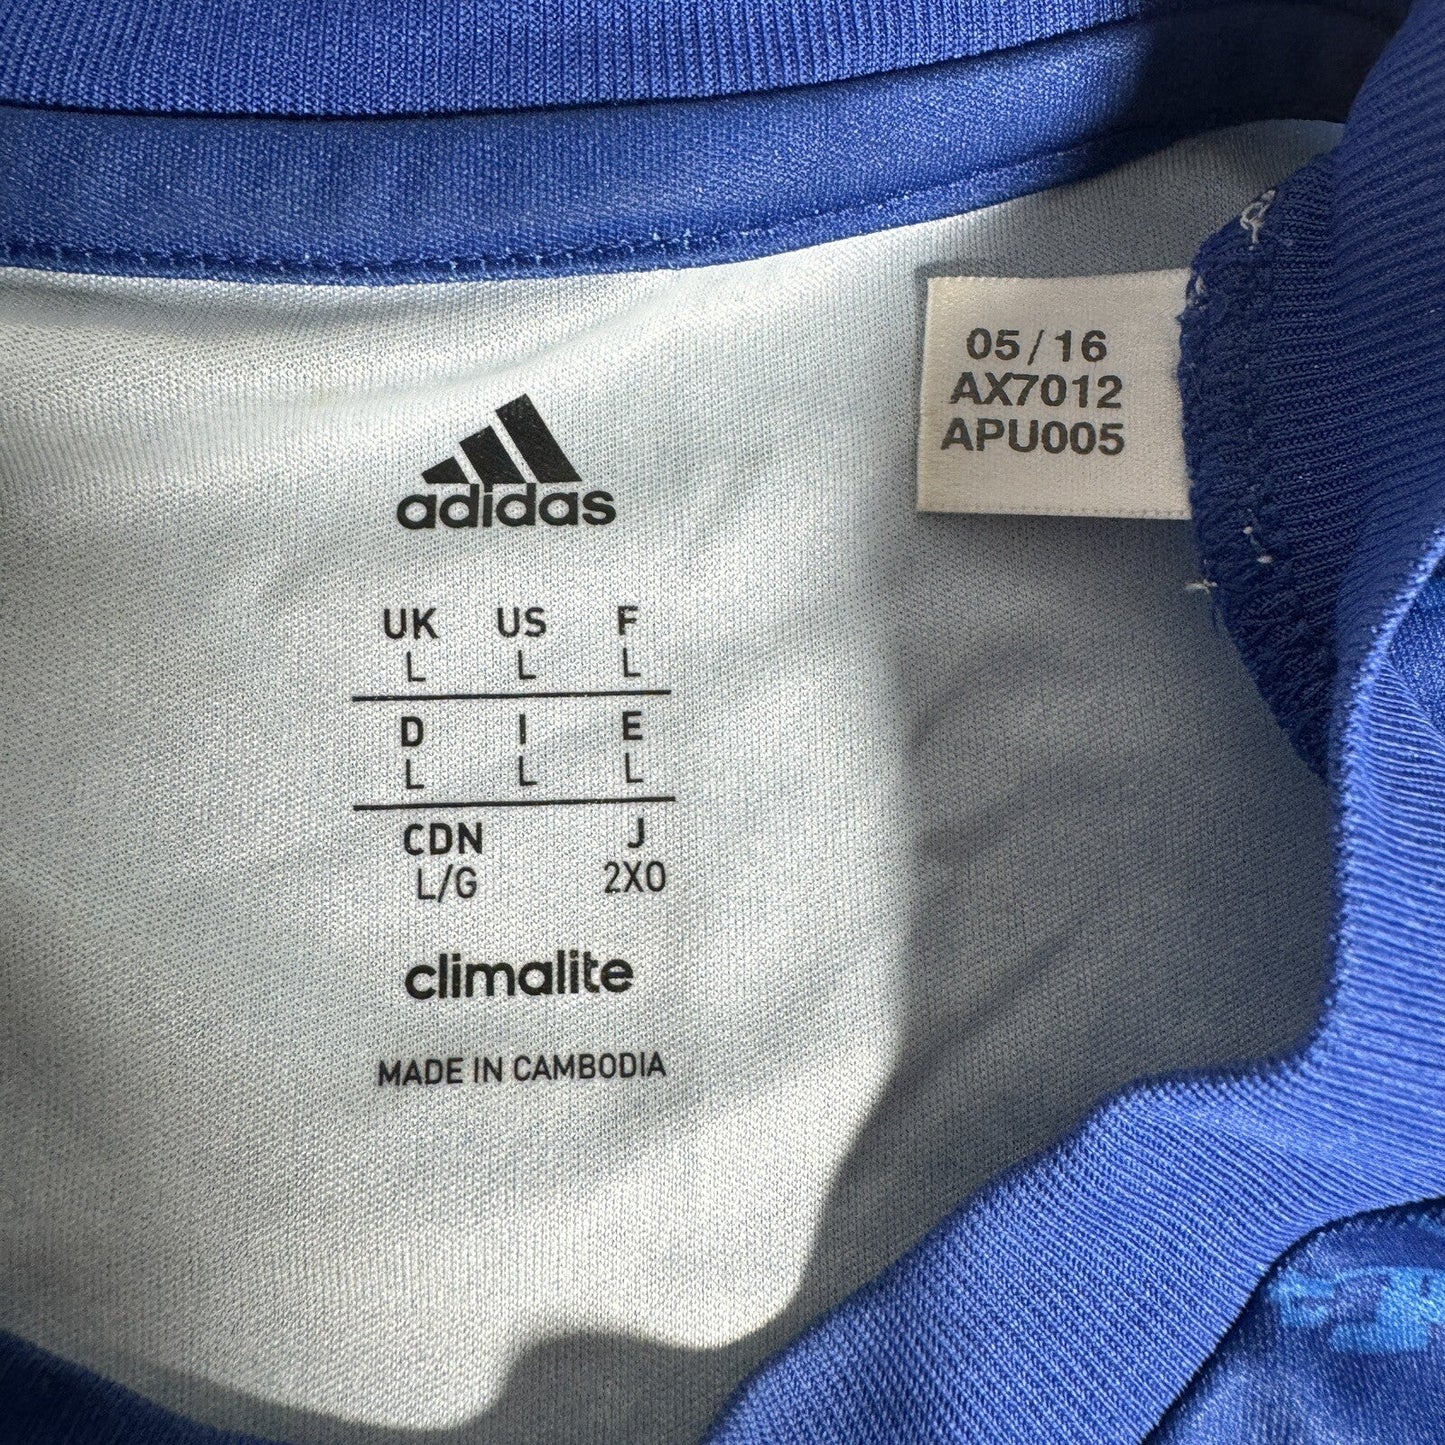 05/16
AX7012
APU005
adidas
UK US F
L L L
D I E
L L L
CDN J
L/G 2XO
climalite
MADE IN CAMBODIA